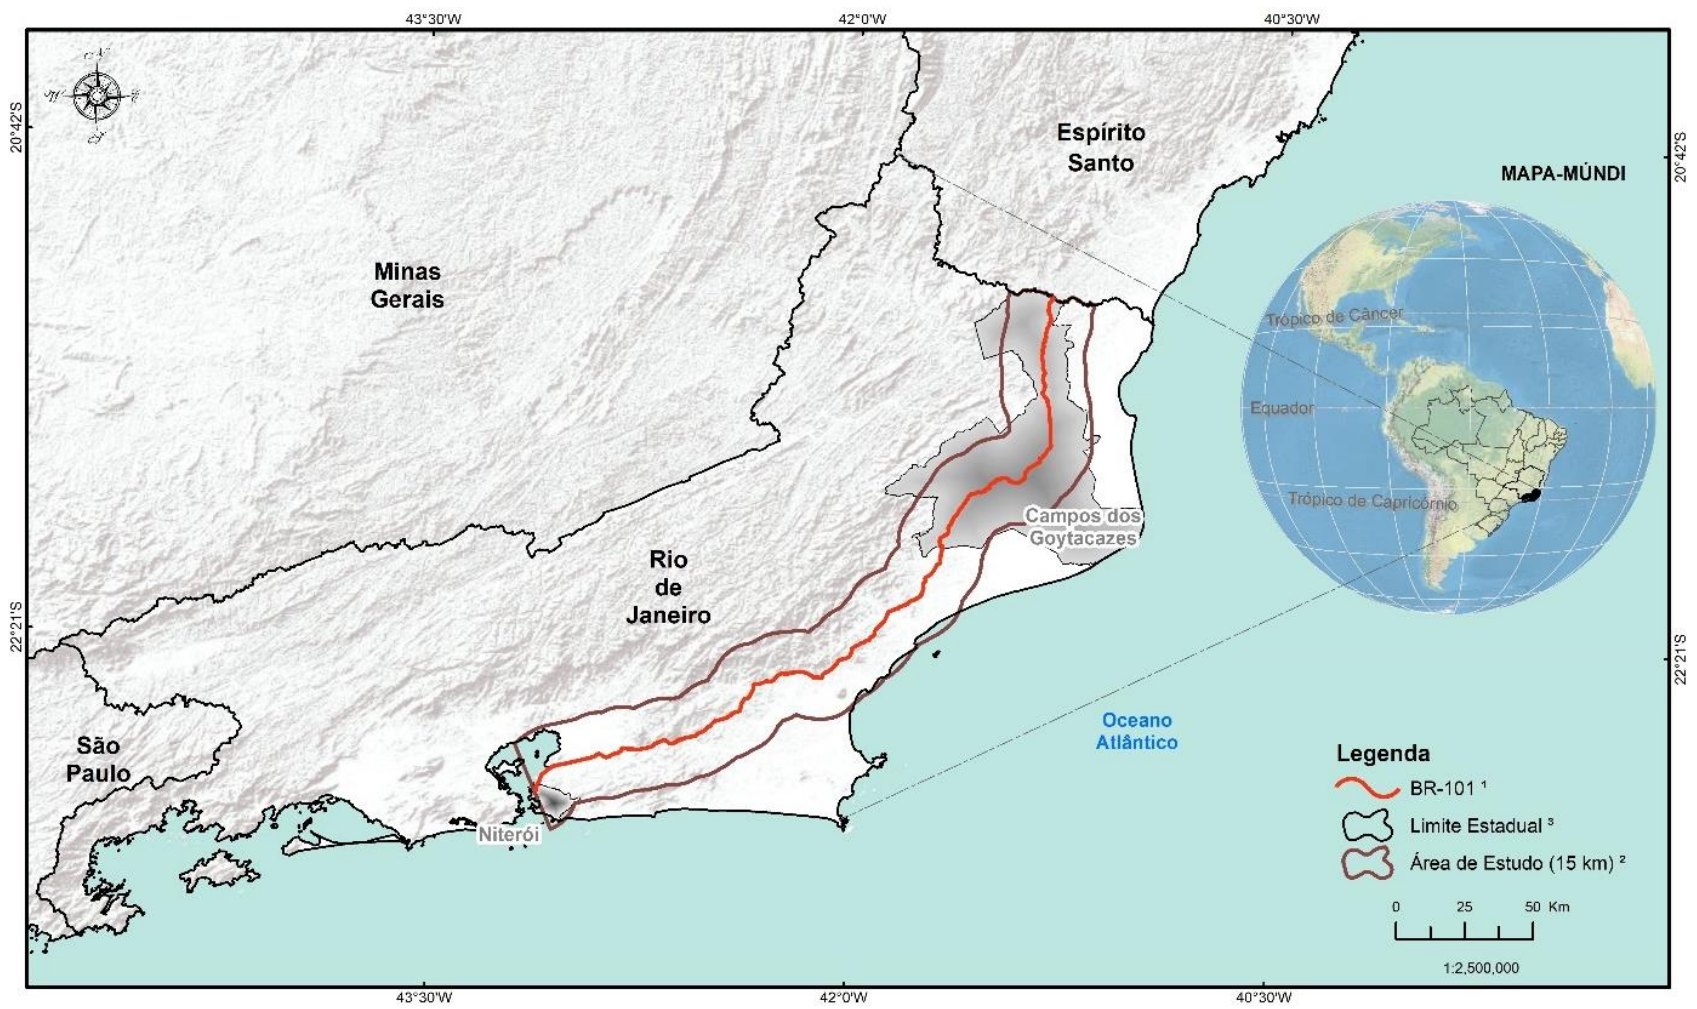 43°30'W
42°0'W
40°30'W
20°42'S
20°42'S
22°21'S
22°21'S
Espírito
Santo
MAPA-MÚNDI
Minas
Gerais
Trópico de Câncer
Equador
Trópico de Capricórnio
Campos dos
Goytacazes
Rio
de
Janeiro
São
Paulo
Niterói
Oceano
Atlântico
Legenda
BR-101 ¹
Limite Estadual ³
Área de Estudo (15 km) ²
0 25 50 Km
1:2,500,000
43°30'W
42°0'W
40°30'W